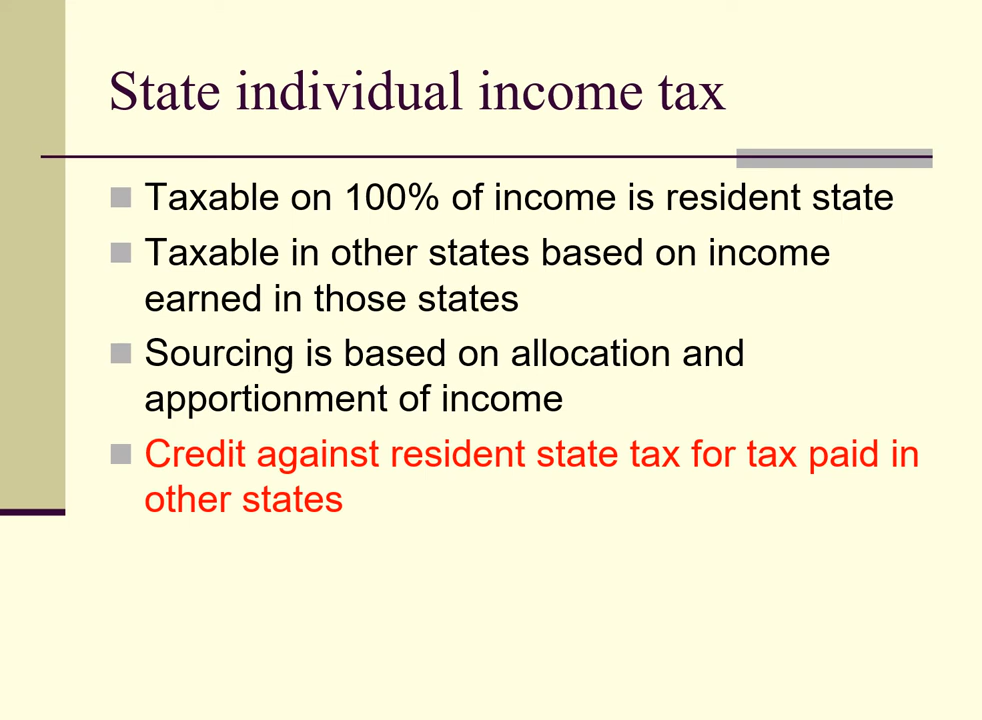 State individual income tax
Taxable on 100% of income is resident state
Taxable in other states based on income
earned in those states
Sourcing is based on allocation and
apportionment of income
Credit against resident state tax for tax paid in
other states